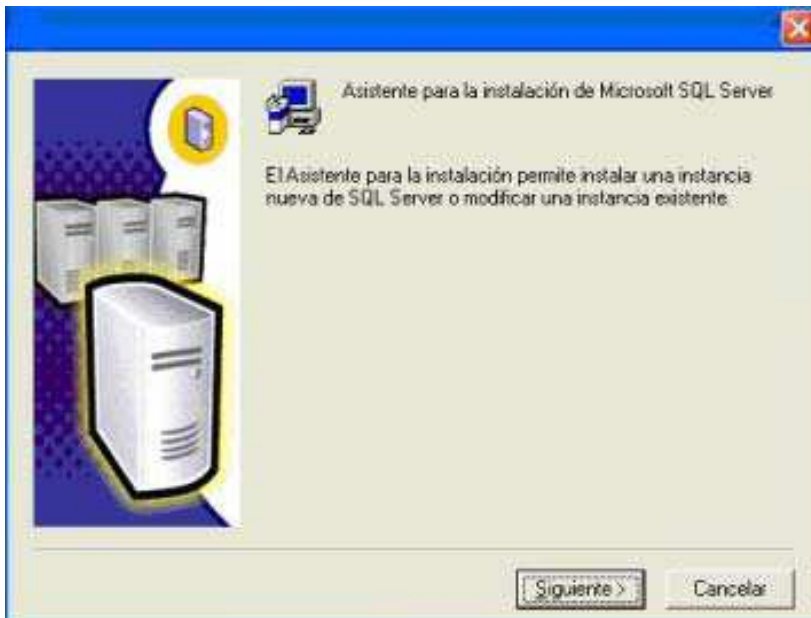 Asistente para la instalación de Microsoft SQL Server
El Asistente para la instalación permite instalar una instancia
nueva de SQL Server o modificar una instancia existente.
Siguiente >
Cancelar